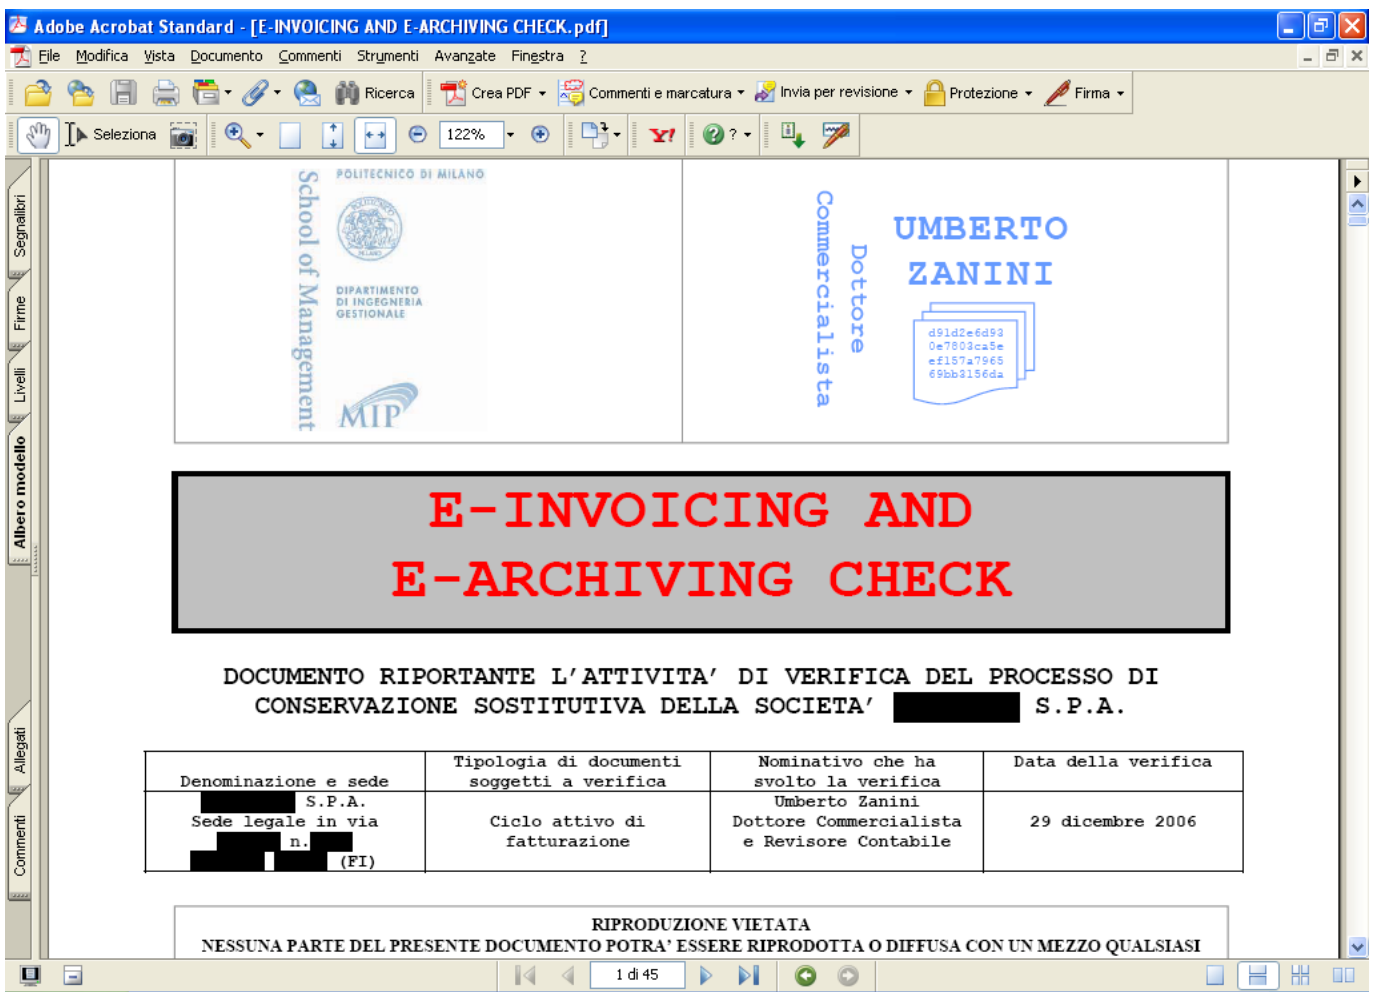 Adobe Acrobat Standard - [E-INVOICING AND E-ARCHIVING CHECK.pdf]
File Modifica Vista Documento Commenti Strumenti Avanzate Finestra ?
Ricerca Crea PDF Commenti e marcatura Invia per revisione Protezione Firma
Seleziona 122% Y! ? ?
Segnalibri
Firme
Livelli
Albero modello
Allegati
Commenti
School of Management
POLITECNICO DI MILANO
DIPARTIMENTO
DI INGEGNERIA
GESTIONALE
MIP
Dottore
Commercialista
UMBERTO
ZANINI
d91d2e6d93
0e7803ca5e
ef157a7965
69bb3156da
E-INVOICING AND
E-ARCHIVING CHECK
DOCUMENTO RIPORTANTE L'ATTIVITA' DI VERIFICA DEL PROCESSO DI
CONSERVAZIONE SOSTITUTIVA DELLA SOCIETA' S.P.A.
Denominazione e sede
Tipologia di documenti
soggetti a verifica
Nominativo che ha
svolto la verifica
Data della verifica
S.P.A.
Sede legale in via
n.
(FI)
Ciclo attivo di
fatturazione
Umberto Zanini
Dottore Commercialista
e Revisore Contabile
29 dicembre 2006
RIPRODUZIONE VIETATA
NESSUNA PARTE DEL PRESENTE DOCUMENTO POTRA' ESSERE RIPRODOTTA O DIFFUSA CON UN MEZZO QUALSIASI
1 di 45